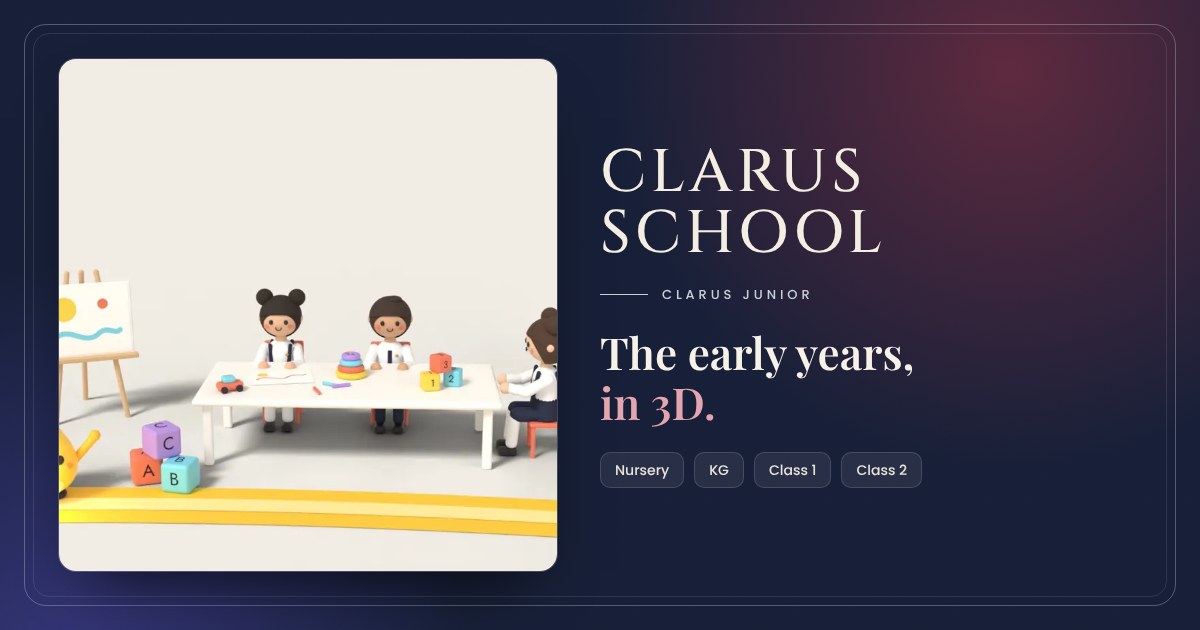 CLARUS
SCHOOL
CLARUS JUNIOR
The early years,
in 3D.
Nursery
KG
Class 1
Class 2
3
1
2
C
C
A
B
B